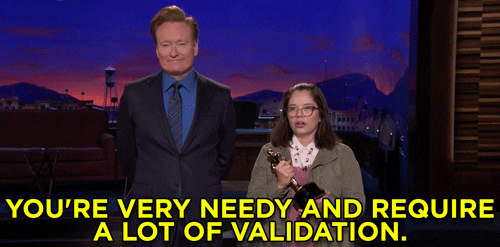 YOU'RE VERY NEEDY AND REQUIRE
A LOT OF VALIDATION.